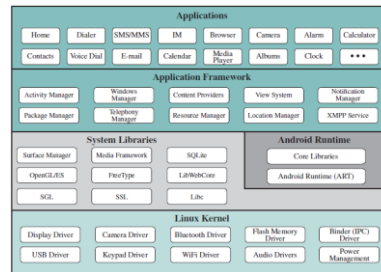 Applications
Home Dialer SMS/MMS IM Browser Camera Alarm Calculator
Contacts Voice Dial E-mail Calendar Media Player Albums Clock •••
Application Framework
Activity Manager Windows Manager Content Providers View System Notification Manager
Package Manager Telephony Manager Resource Manager Location Manager XMPP Service
System Libraries
Surface Manager Media Framework SQLite
OpenGL/ES FreeType LibWebCore
SGL SSL Libc
Android Runtime
Core Libraries
Android Runtime (ART)
Linux Kernel
Display Driver Camera Driver Bluetooth Driver Flash Memory Driver Binder (IPC) Driver
USB Driver Keypad Driver WiFi Driver Audio Drivers Power Management